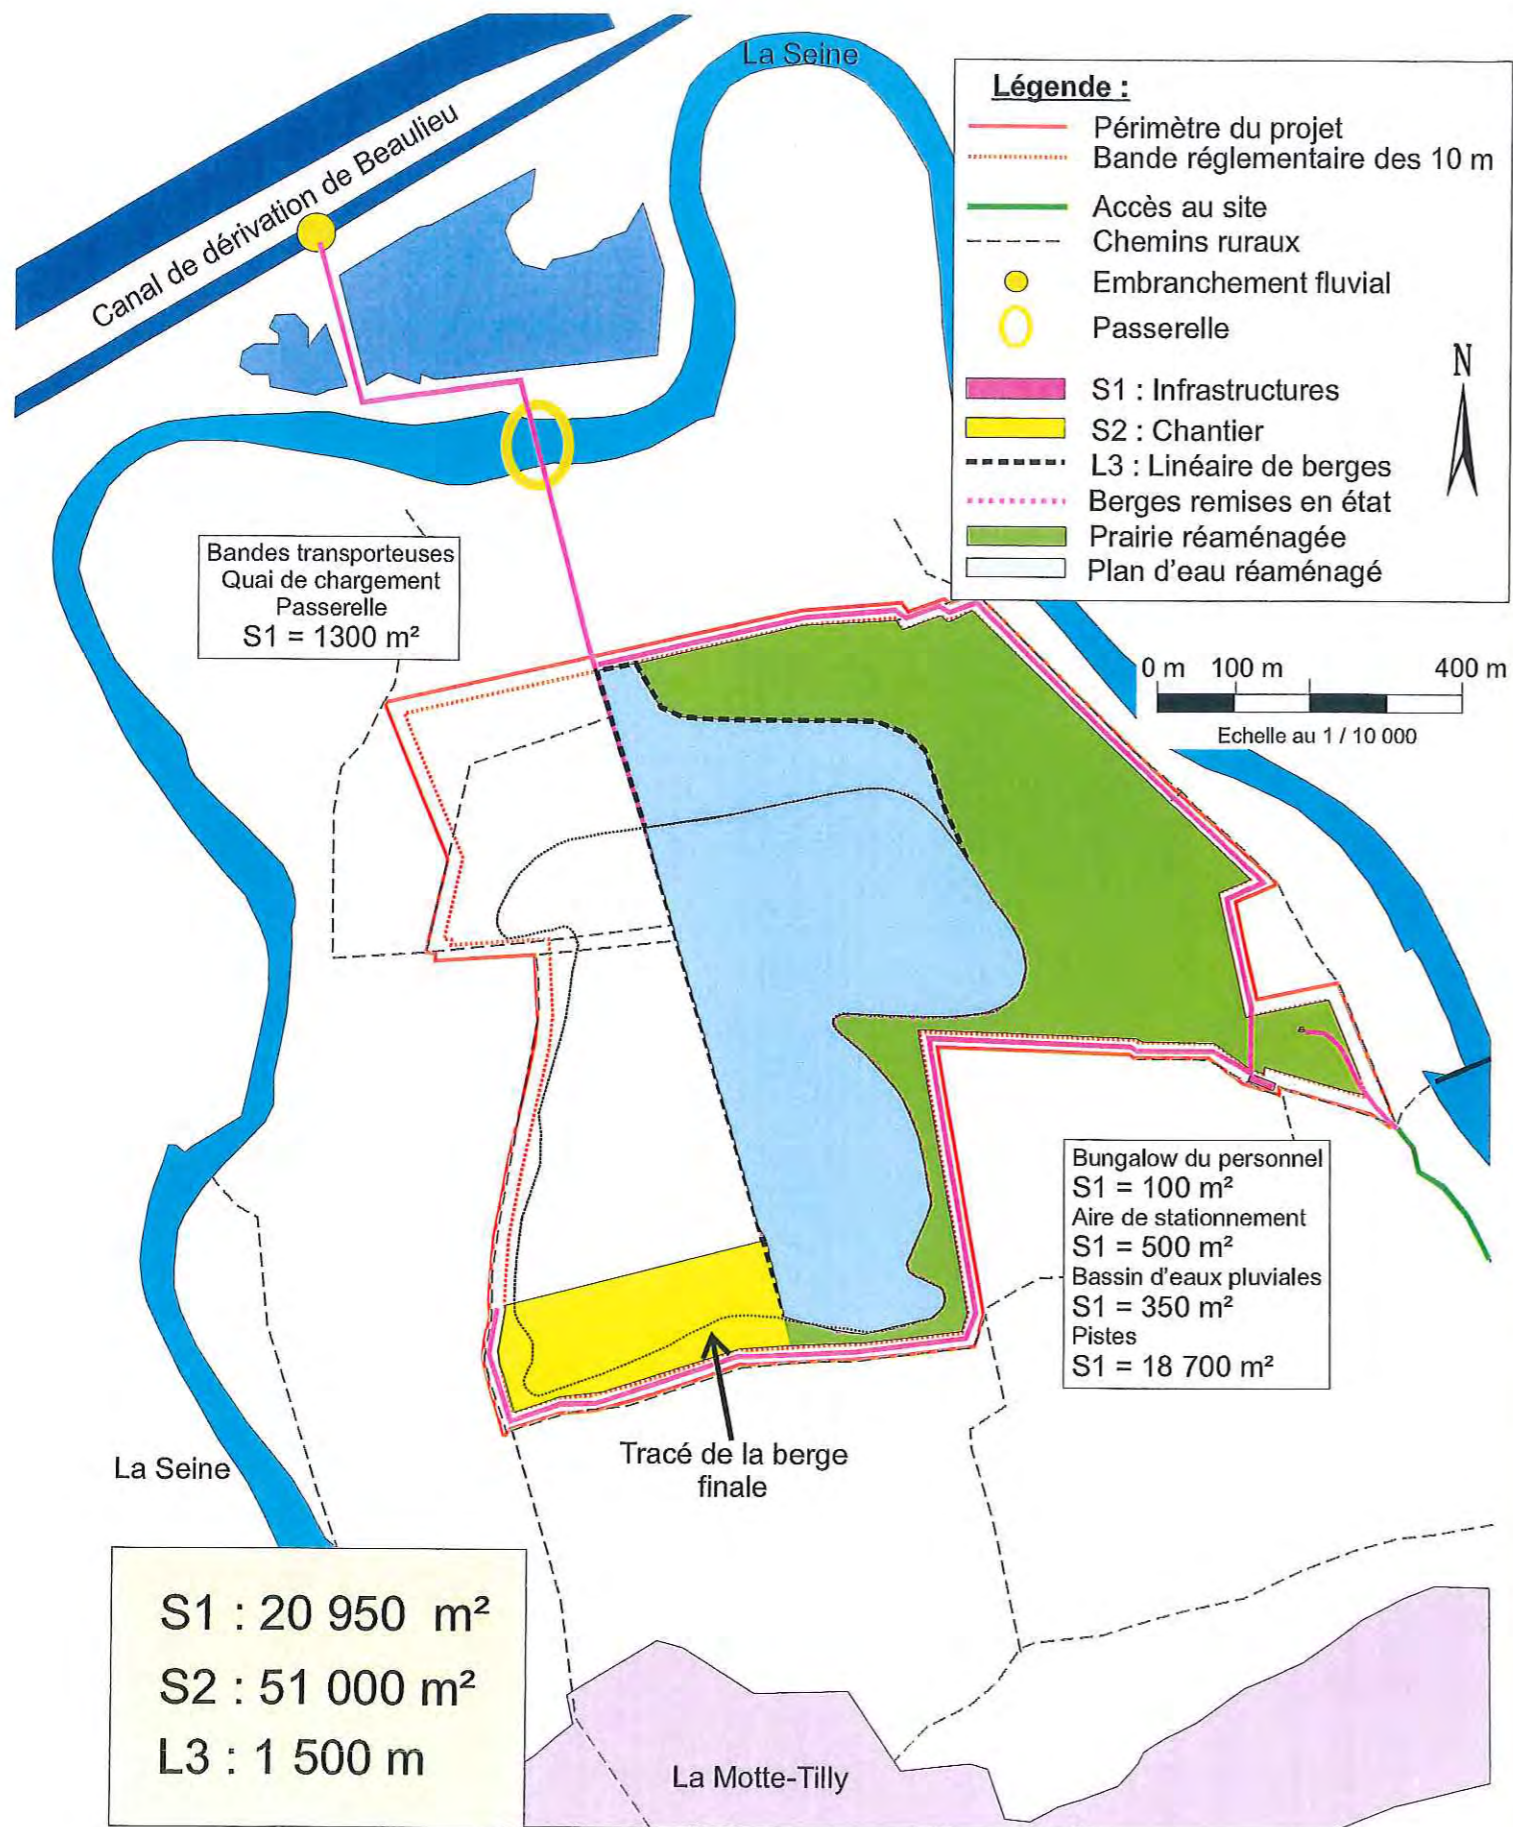 La Seine
Canal de dérivation de Beaulieu
Légende :
Périmètre du projet
Bande réglementaire des 10 m
Accès au site
Chemins ruraux
Embranchement fluvial
Passerelle
S1 : Infrastructures
S2 : Chantier
L3 : Linéaire de berges
Berges remises en état
Prairie réaménagée
Plan d'eau réaménagé
N
Bandes transporteuses
Quai de chargement
Passerelle
S1 = 1300 m²
0 m 100 m 400 m
Echelle au 1 / 10 000
Bungalow du personnel
S1 = 100 m²
Aire de stationnement
S1 = 500 m²
Bassin d'eaux pluviales
S1 = 350 m²
Pistes
S1 = 18 700 m²
Tracé de la berge
finale
La Seine
S1 : 20 950 m²
S2 : 51 000 m²
L3 : 1 500 m
La Motte-Tilly